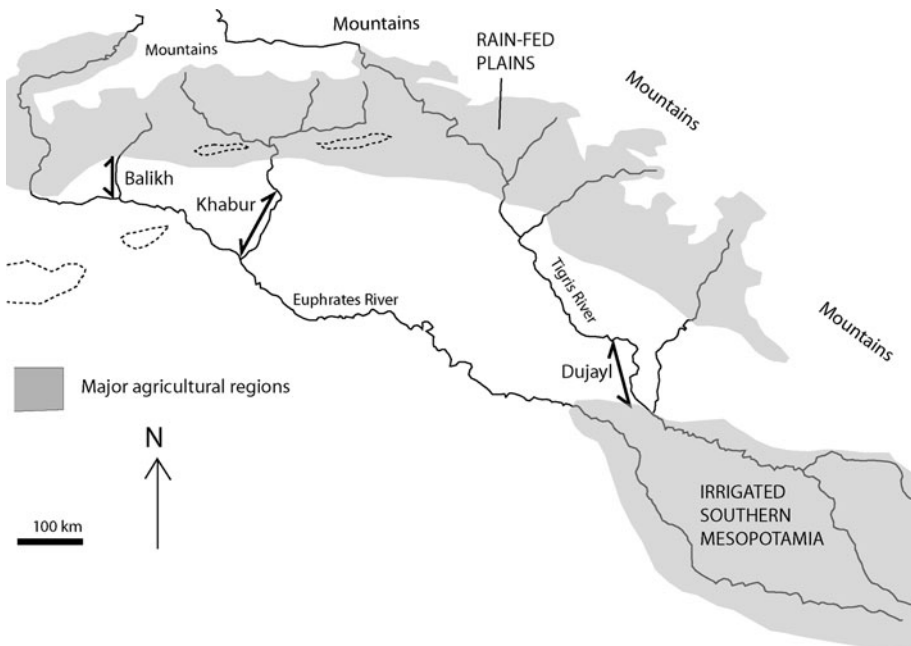 Mountains
Mountains
RAIN-FED
PLAINS
Mountains
Balikh
Khabur
Tigris River
Euphrates River
Mountains
Dujayl
Major agricultural regions
N
IRRIGATED
SOUTHERN
MESOPOTAMIA
100 km